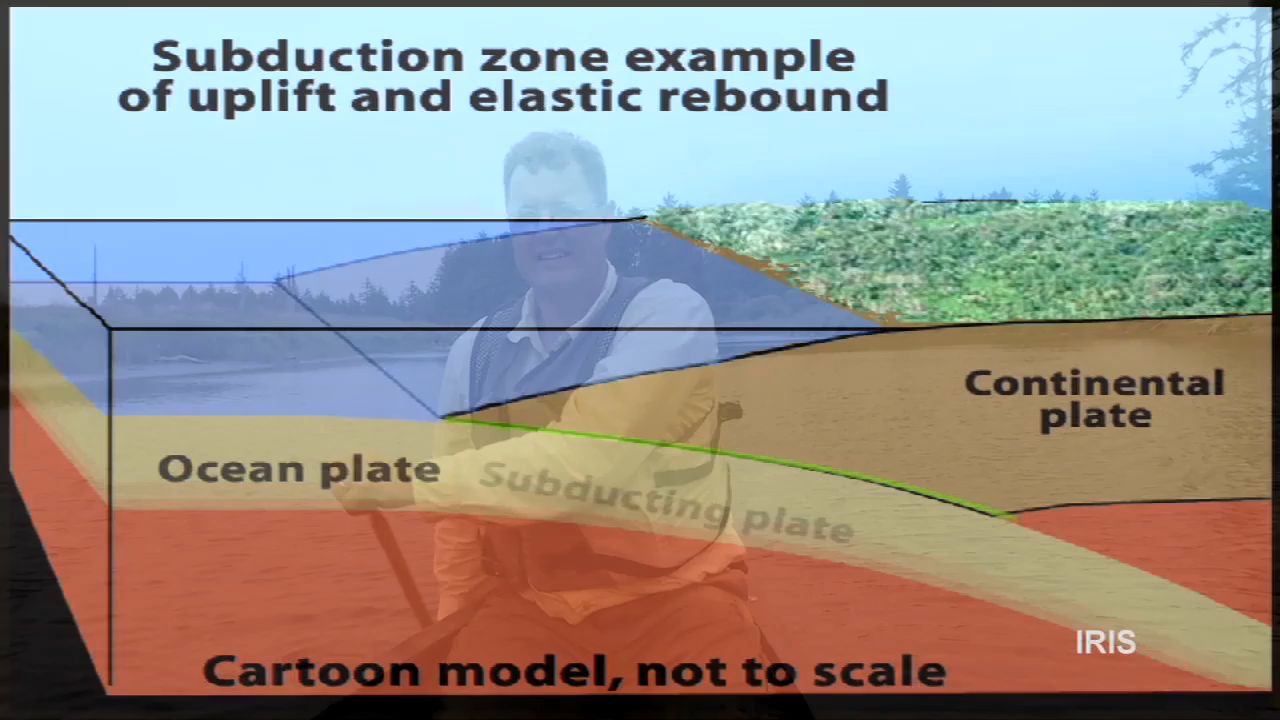 Subduction zone example
of uplift and elastic rebound
Continental
plate
Ocean plate
Subducting plate
IRIS
Cartoon model, not to scale